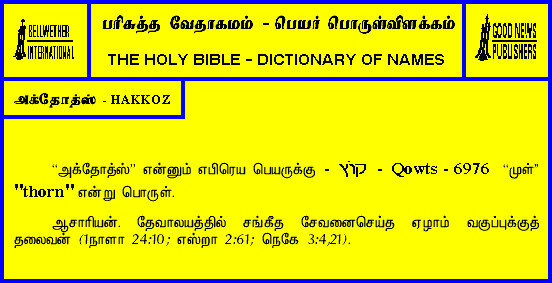 BELLWETHER
INTERNATIONAL
பரிசுத்த வேதாகமம் - பெயர் பொருள்விளக்கம்
THE HOLY BIBLE - DICTIONARY OF NAMES
GOOD NEWS
PUBLISHERS
அக்தோத்ஸ் - HAKKOZ
“அக்தோத்ஸ்” என்னும் எபிரெய பெயருக்கு - קוֹץ - Qowts - 6976 “முள்”
"thorn" என்று பொருள்.
ஆசாரியன். தேவாலயத்தில் சங்கீத சேவனைசெய்த ஏழாம் வகுப்புக்குத்
தலைவன் (1நாளா 24:10; எஸ்றா 2:61; நெகே 3:4,21).